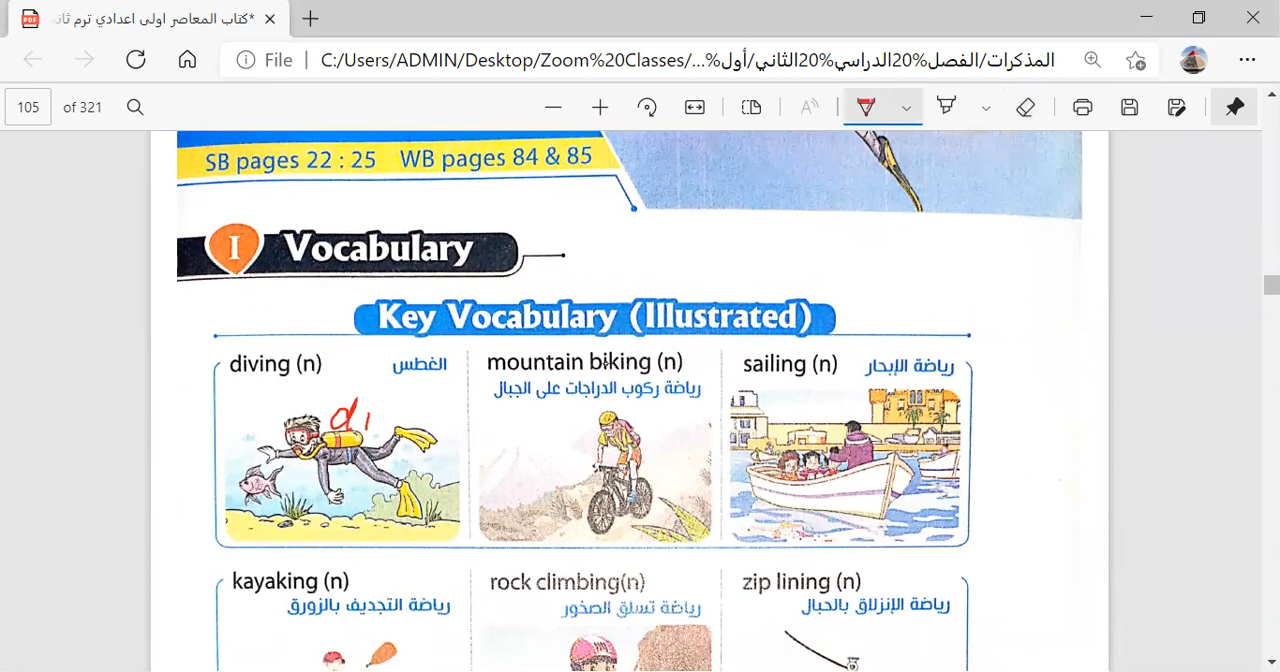 *كتاب المعاصر اولى اعدادي ترم ثان
File | C:/Users/ADMIN/Desktop/Zoom%20Classes/المذكرات/الفصل%20الدراسي%20الثاني/أول%...
105 of 321
SB pages 22 : 25 WB pages 84 & 85
I Vocabulary
Key Vocabulary (Illustrated)
diving (n) الغطس
mountain biking (n)
رياضة ركوب الدراجات على الجبال
sailing (n) رياضة الإبحار
di
kayaking (n)
رياضة التجديف بالزورق
rock climbing(n)
رياضة تسلق الصخور
zip lining (n)
رياضة الإنزلاق بالحبال